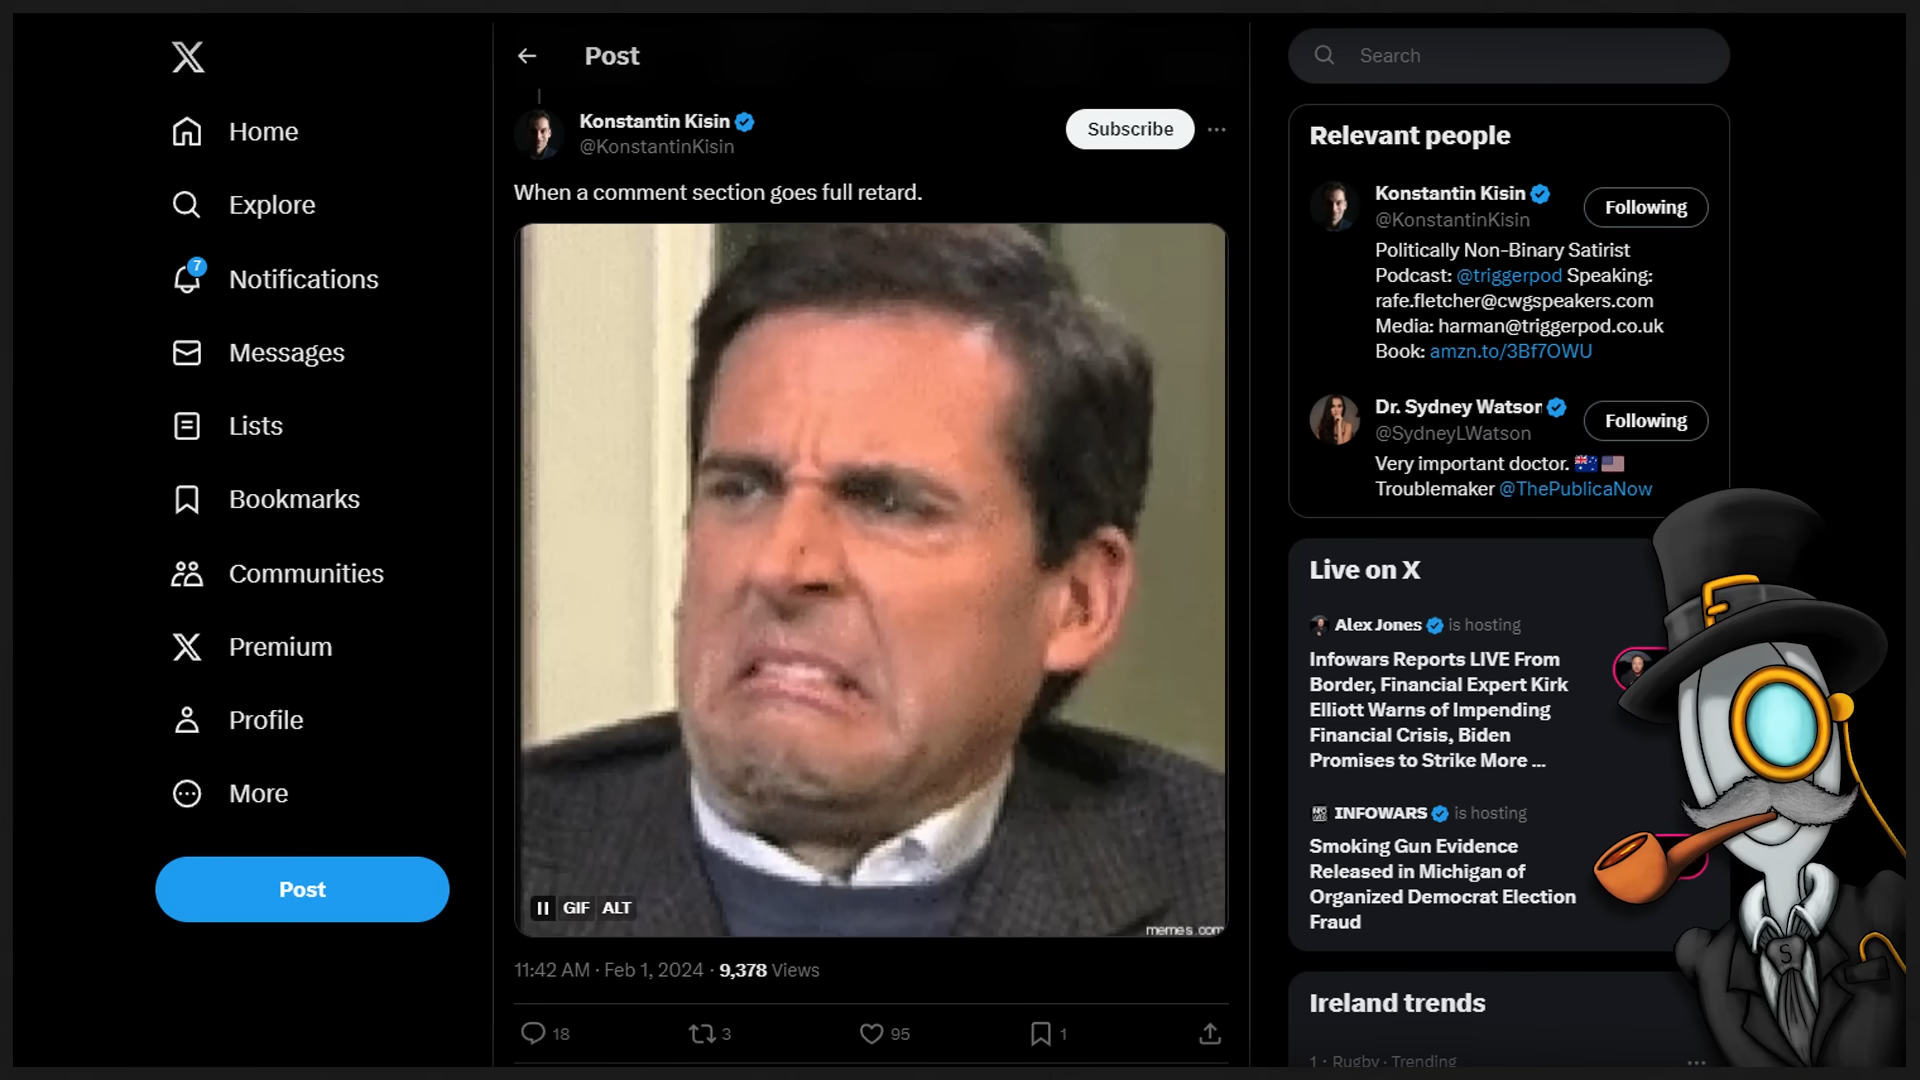 Home
Explore
7
Notifications
Messages
Lists
Bookmarks
Communities
Premium
Profile
More
Post
Post
Konstantin Kisin
@KonstantinKisin
Subscribe
When a comment section goes full retard.
GIF ALT
memes.com
11:42 AM · Feb 1, 2024 · 9,378 Views
18
3
95
1
Search
Relevant people
Konstantin Kisin
@KonstantinKisin
Following
Politically Non-Binary Satirist
Podcast: @triggerpod Speaking:
rafe.fletcher@cwgspeakers.com
Media: harman@triggerpod.co.uk
Book: amzn.to/3Bf7OWU
Dr. Sydney Watson
@SydneyLWatson
Following
Very important doctor.
Troublemaker @ThePublicaNow
Live on X
Alex Jones is hosting
Infowars Reports LIVE From
Border, Financial Expert Kirk
Elliott Warns of Impending
Financial Crisis, Biden
Promises to Strike More ...
INFOWARS is hosting
Smoking Gun Evidence
Released in Michigan of
Organized Democrat Election
Fraud
S
Ireland trends
1 · Rugby · Trending